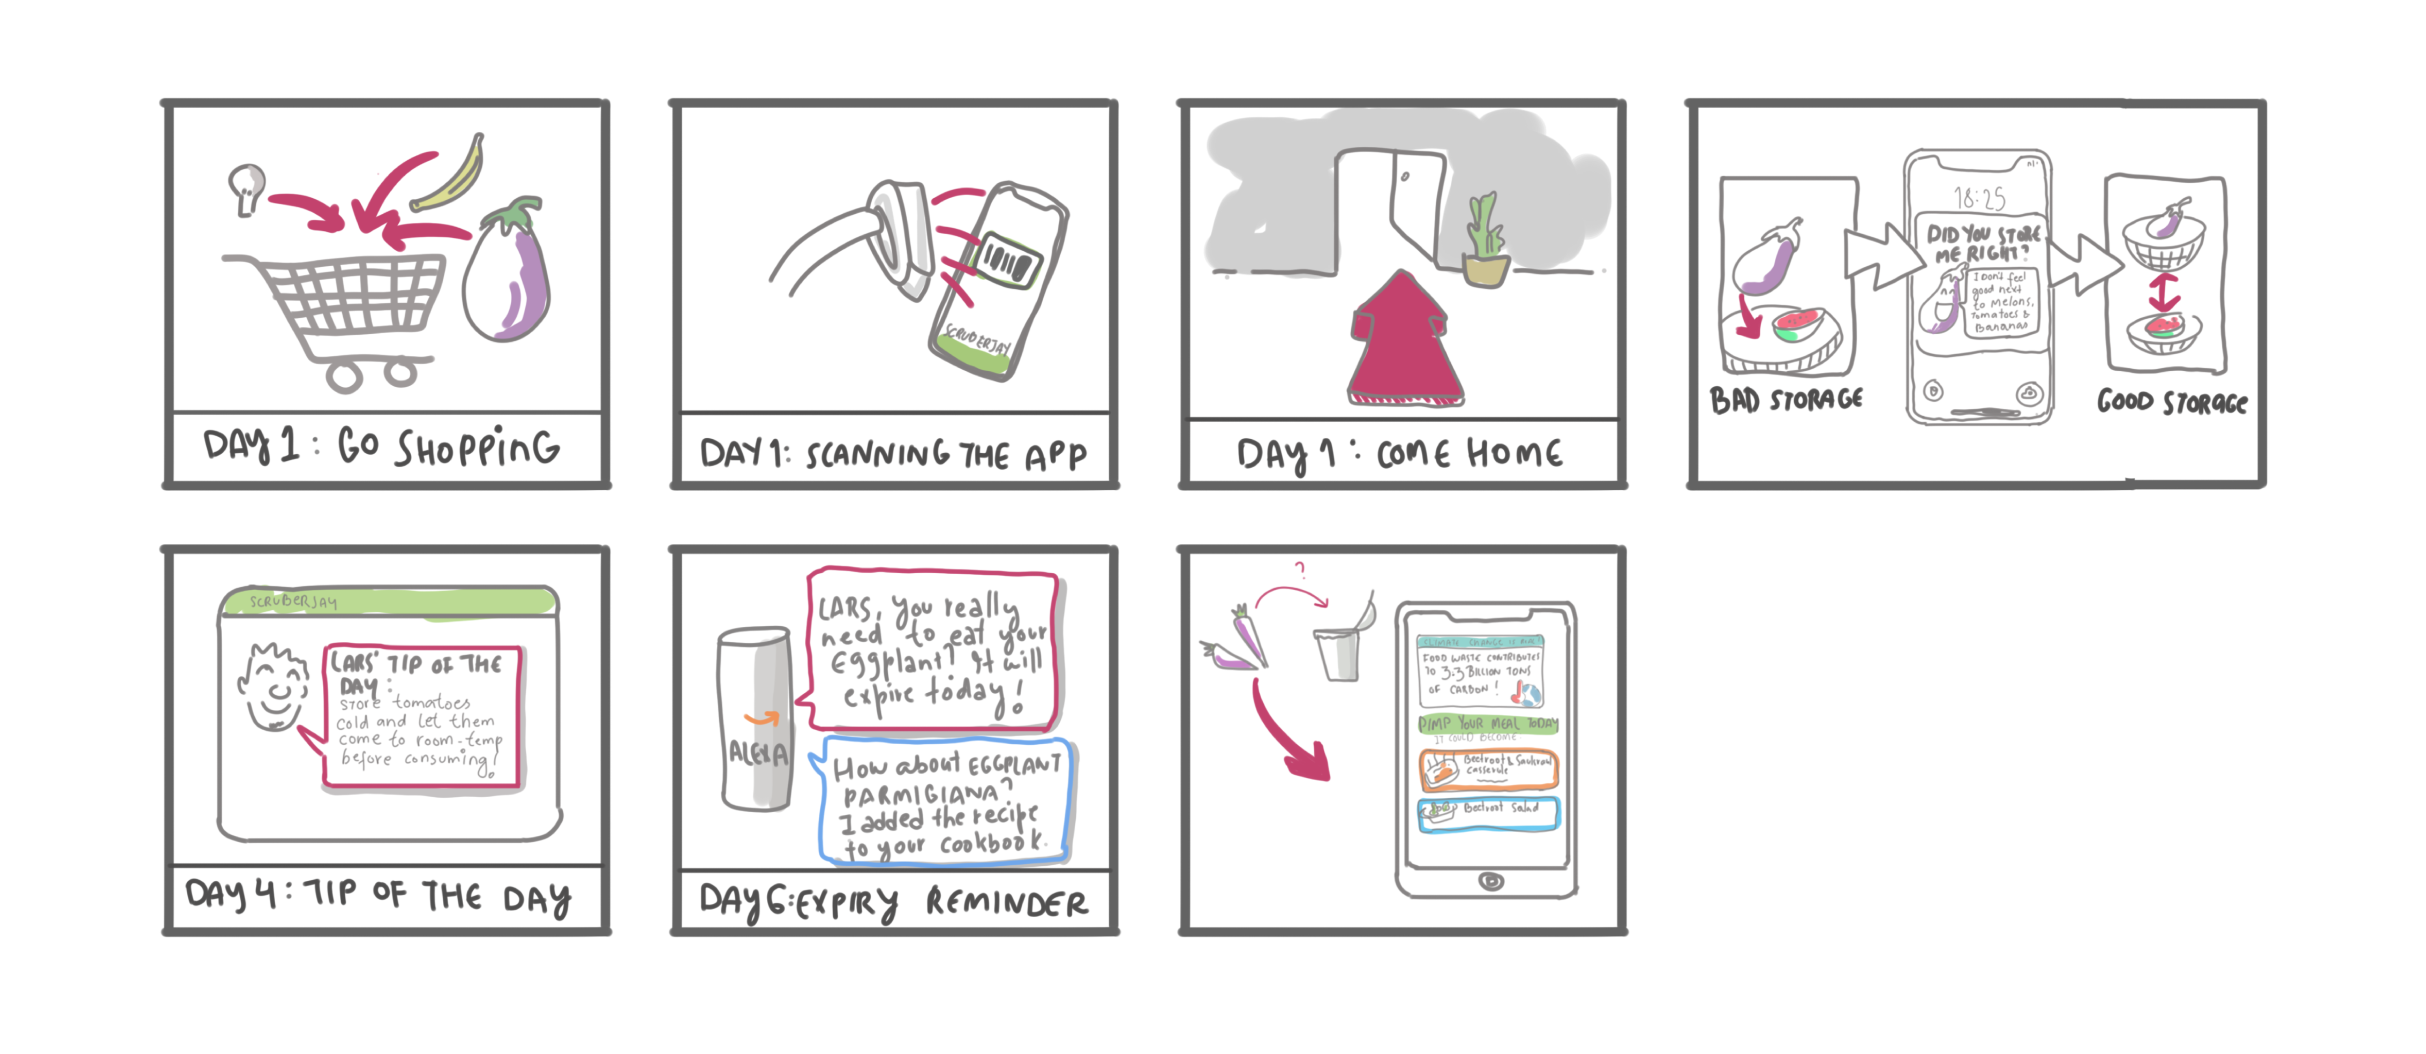 DAY 1: GO SHOPPING
SCRUBERJAY
DAY 1: SCANNING THE APP
DAY 1: COME HOME
BAD STORAGE
18:25
DID YOU STORE
ME RIGHT?
I Don't feel
good next
to melons,
Tomatoes &
Bananas
GOOD STORAGE
SCRUBERJAY
LARS' TIP OF THE
DAY:
store tomatoes
cold and let them
come to room-temp
before consuming!
DAY 4: TIP OF THE DAY
ALEXA
LARS, you really
need to eat your
Eggplant? It will
expire today!
How about EGGPLANT
PARMIGIANA?
I added the recipe
to your cookbook.
DAY 6: EXPIRY REMINDER
?
CLIMATE CHANGE IS
FOOD WASTE CONTRIBUTES
TO 3.3 BILLION TONS
OF CARBON!
PIMP YOUR MEAL TODAY
IT COULD BECOME
Beetroot &
casserole
Beetroot Salad